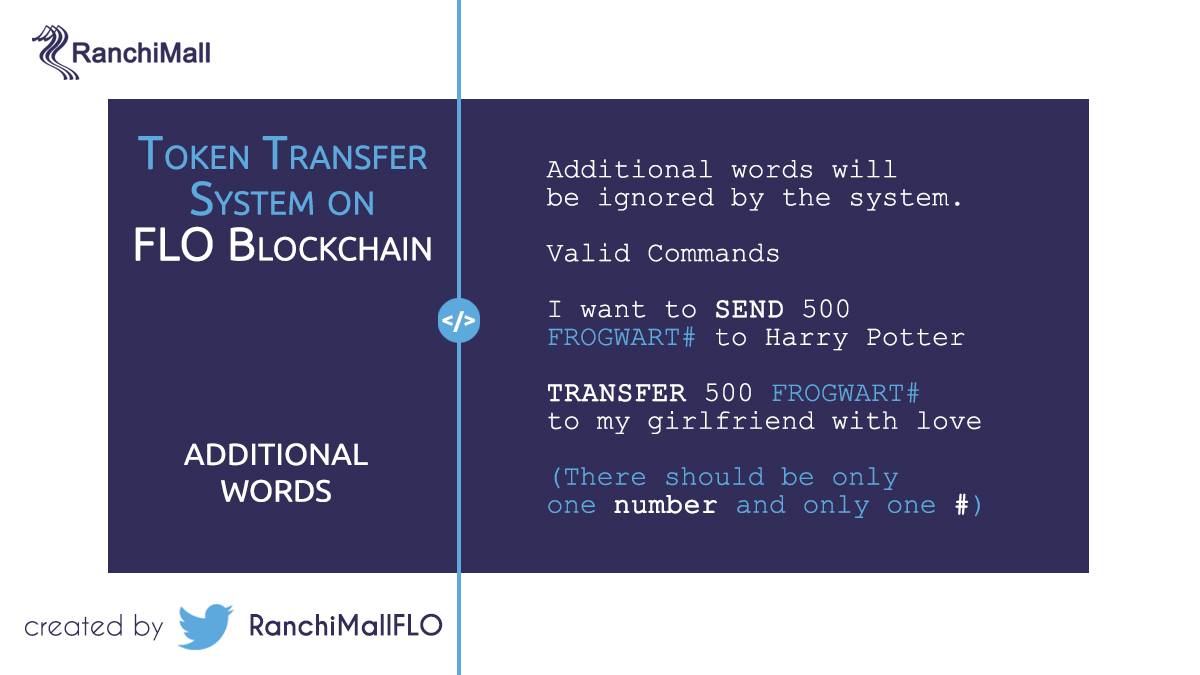 RanchiMall
Token Transfer
System on
FLO Blockchain
ADDITIONAL
WORDS
</>
Additional words will
be ignored by the system.
Valid Commands
I want to SEND 500
FROGWART# to Harry Potter
TRANSFER 500 FROGWART#
to my girlfriend with love
(There should be only
one number and only one #)
created by RanchiMallFLO